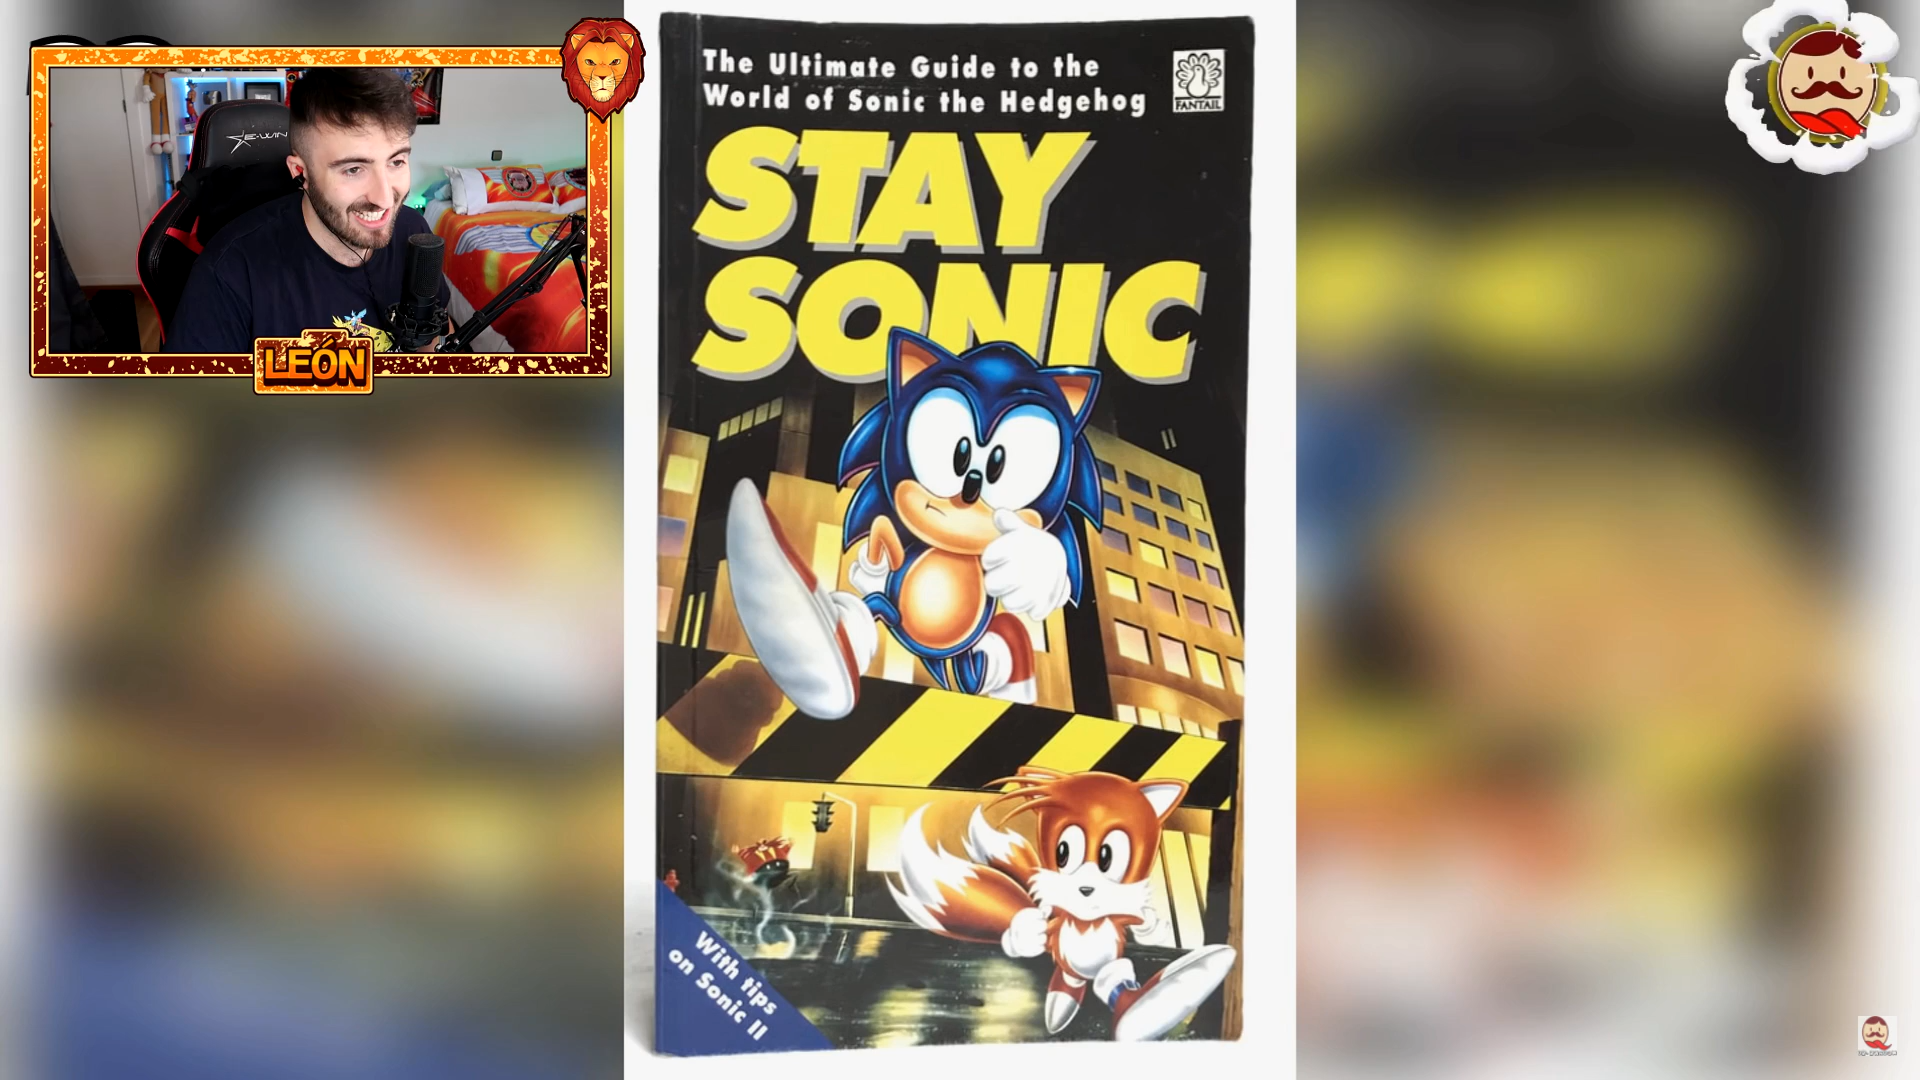 E-WIN
LEÓN
The Ultimate Guide to the
World of Sonic the Hedgehog
FANTAIL
STAY
SONIC
With tips
on Sonic II